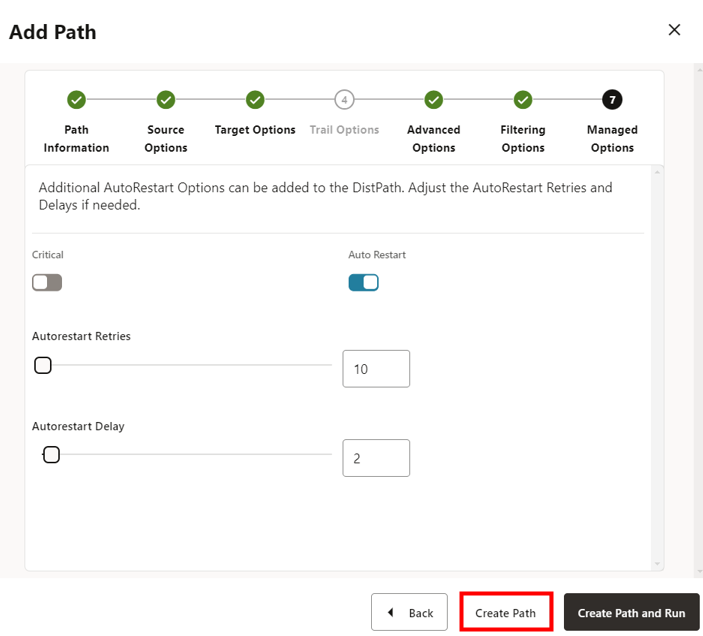 Add Path
4
7
Path
Information
Source
Options
Target Options
Trail Options
Advanced
Options
Filtering
Options
Managed
Options
Additional AutoRestart Options can be added to the DistPath. Adjust the AutoRestart Retries and
Delays if needed.
Critical
Auto Restart
Autorestart Retries
10
Autorestart Delay
2
Back
Create Path
Create Path and Run